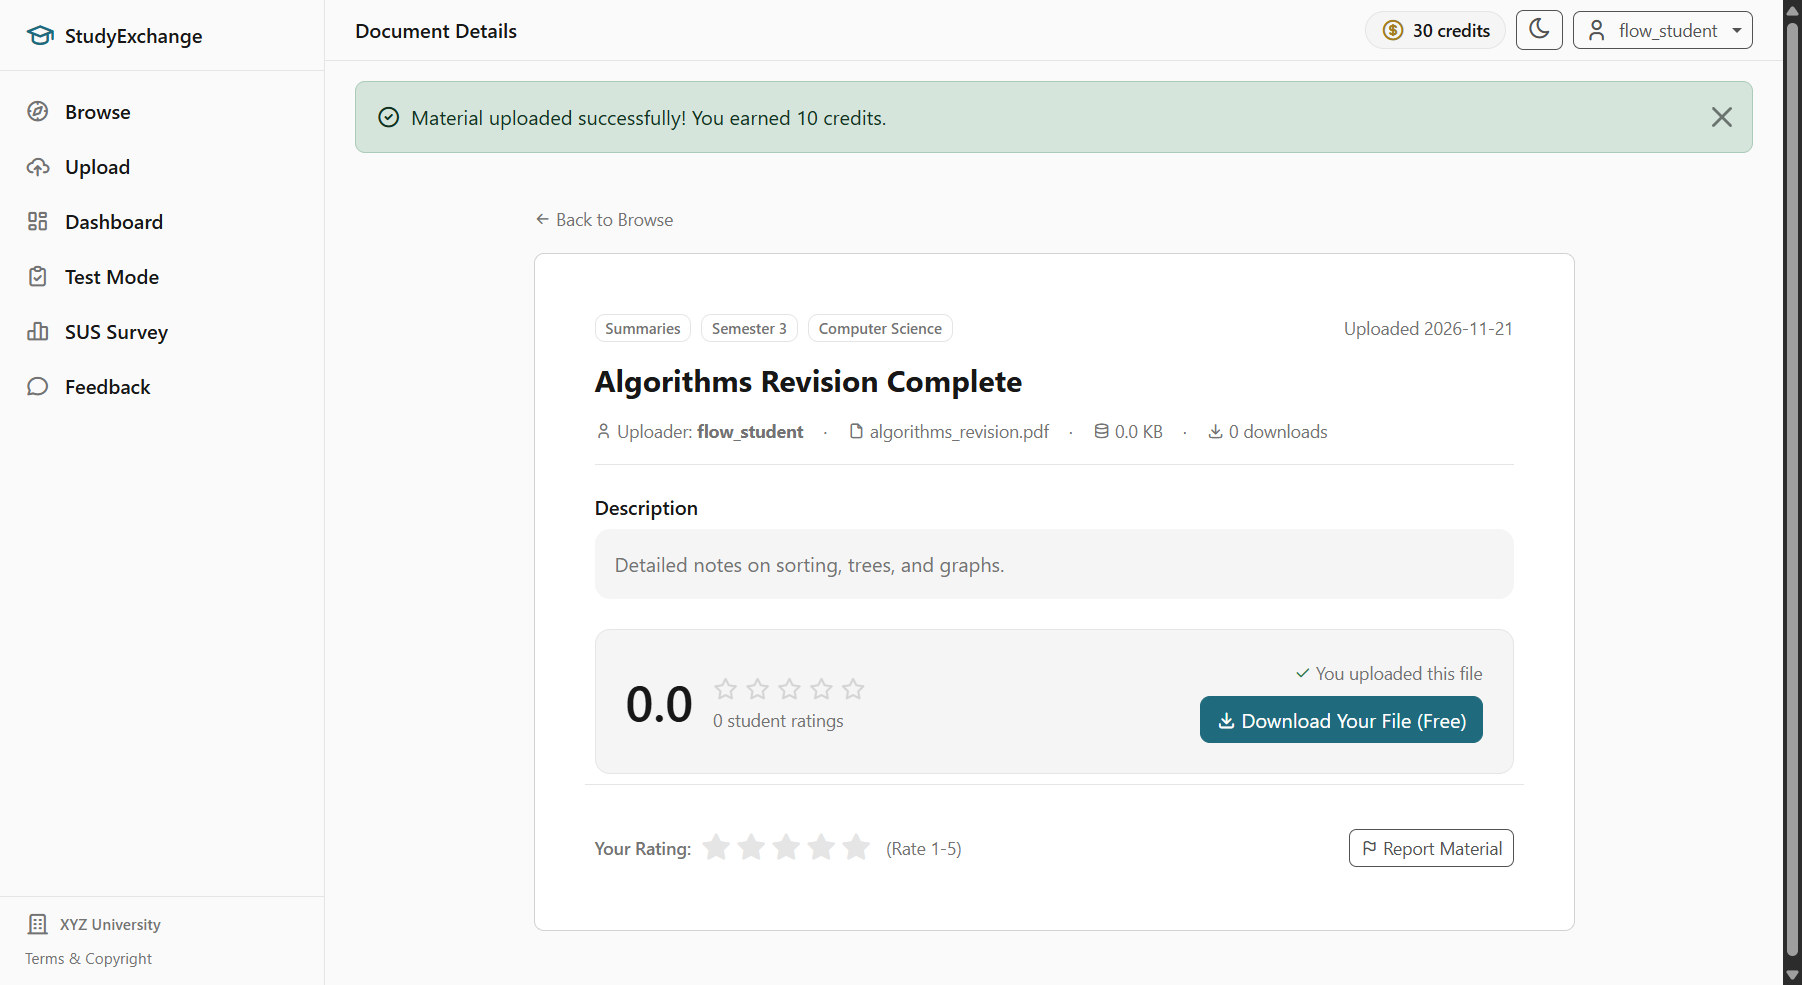 StudyExchange
Document Details
30 credits
flow_student
Browse
Upload
Dashboard
Test Mode
SUS Survey
Feedback
Material uploaded successfully! You earned 10 credits.
← Back to Browse
Summaries
Semester 3
Computer Science
Uploaded 2026-11-21
Algorithms Revision Complete
Uploader: flow_student · algorithms_revision.pdf · 0.0 KB · 0 downloads
Description
Detailed notes on sorting, trees, and graphs.
0.0
0 student ratings
You uploaded this file
Download Your File (Free)
Your Rating:
(Rate 1-5)
Report Material
XYZ University
Terms & Copyright